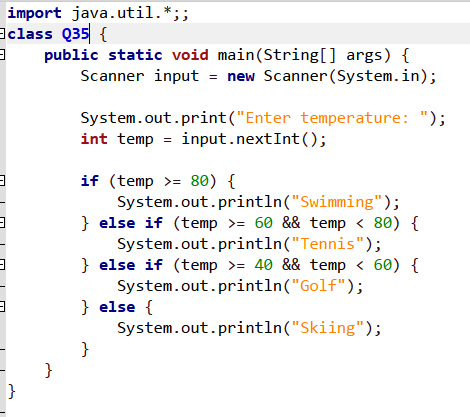 import java.util.*;;
class Q35 {
    public static void main(String[] args) {
        Scanner input = new Scanner(System.in);

        System.out.print("Enter temperature: ");
        int temp = input.nextInt();

        if (temp >= 80) {
            System.out.println("Swimming");
        } else if (temp >= 60 && temp < 80) {
            System.out.println("Tennis");
        } else if (temp >= 40 && temp < 60) {
            System.out.println("Golf");
        } else {
            System.out.println("Skiing");
        }
    }
}